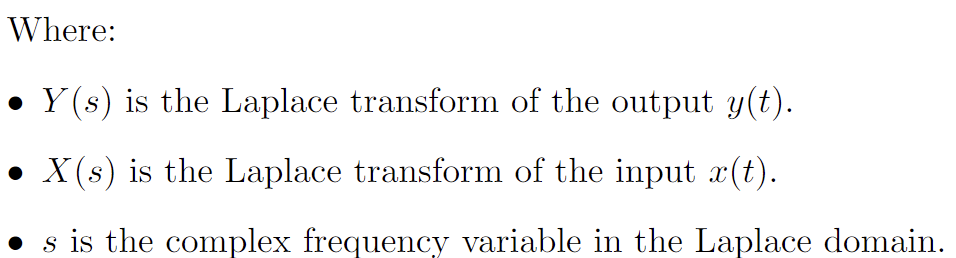 Where:
• Y(s) is the Laplace transform of the output y(t).
• X(s) is the Laplace transform of the input x(t).
• s is the complex frequency variable in the Laplace domain.